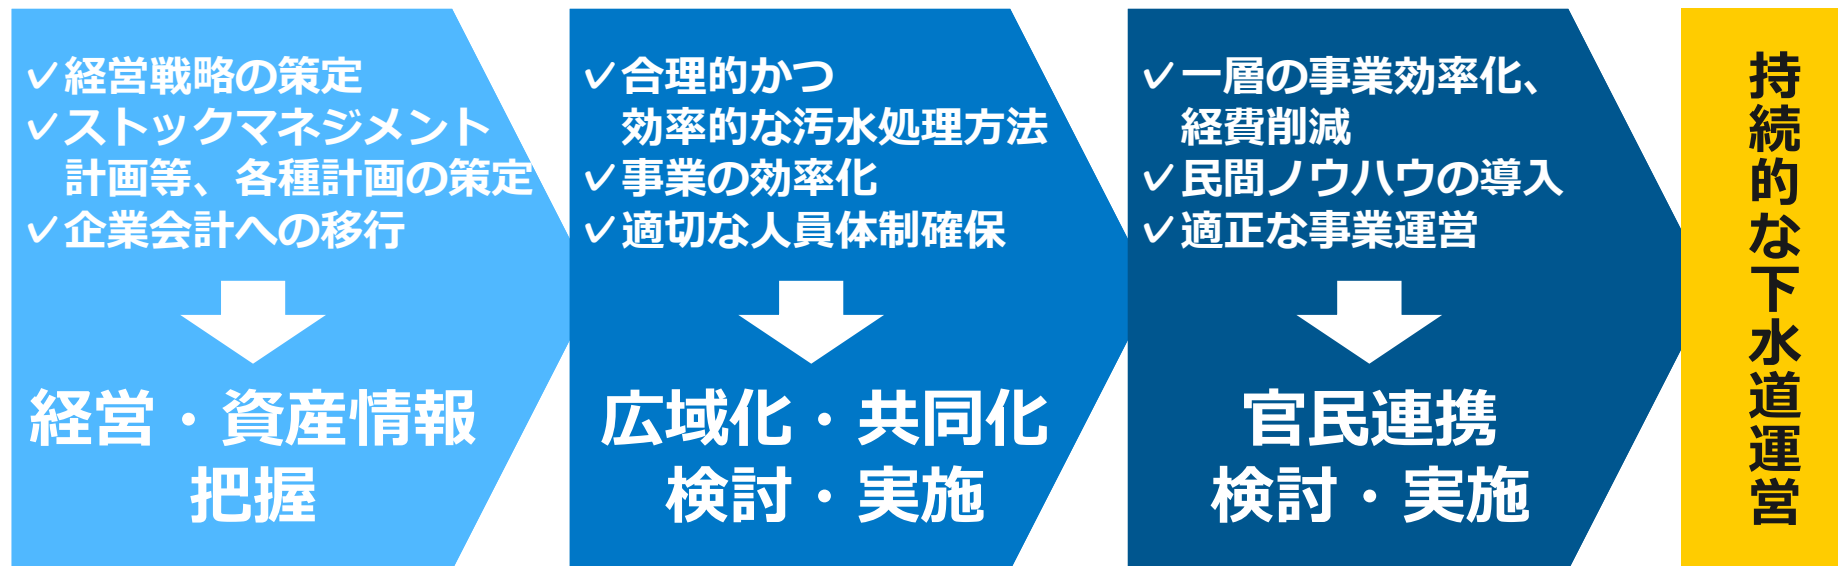 ✓経営戦略の策定
✓ストックマネジメント
計画等、各種計画の策定
✓企業会計への移行
経営・資産情報
把握
✓合理的かつ
効率的な汚水処理方法
✓事業の効率化
✓適切な人員体制確保
広域化・共同化
検討・実施
✓一層の事業効率化、
経費削減
✓民間ノウハウの導入
✓適正な事業運営
官民連携
検討・実施
持続的な下水道運営